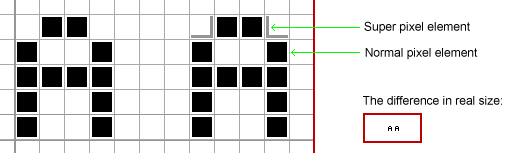 Super pixel element
Normal pixel element
The difference in real size:
A A